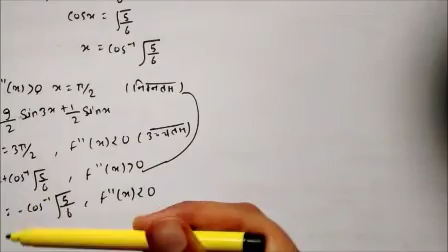 cosx = √5/6
x = cos⁻¹ √5/6
''(x)>0 x = π/2 (निम्नतम)
9/2 sin3x + 1/2 sinx
= 3π/2 , f''(x)<0 (उच्चतम)
+cos⁻¹ √5/6 , f''(x)>0
= -cos⁻¹ √5/6 , f''(x)<0